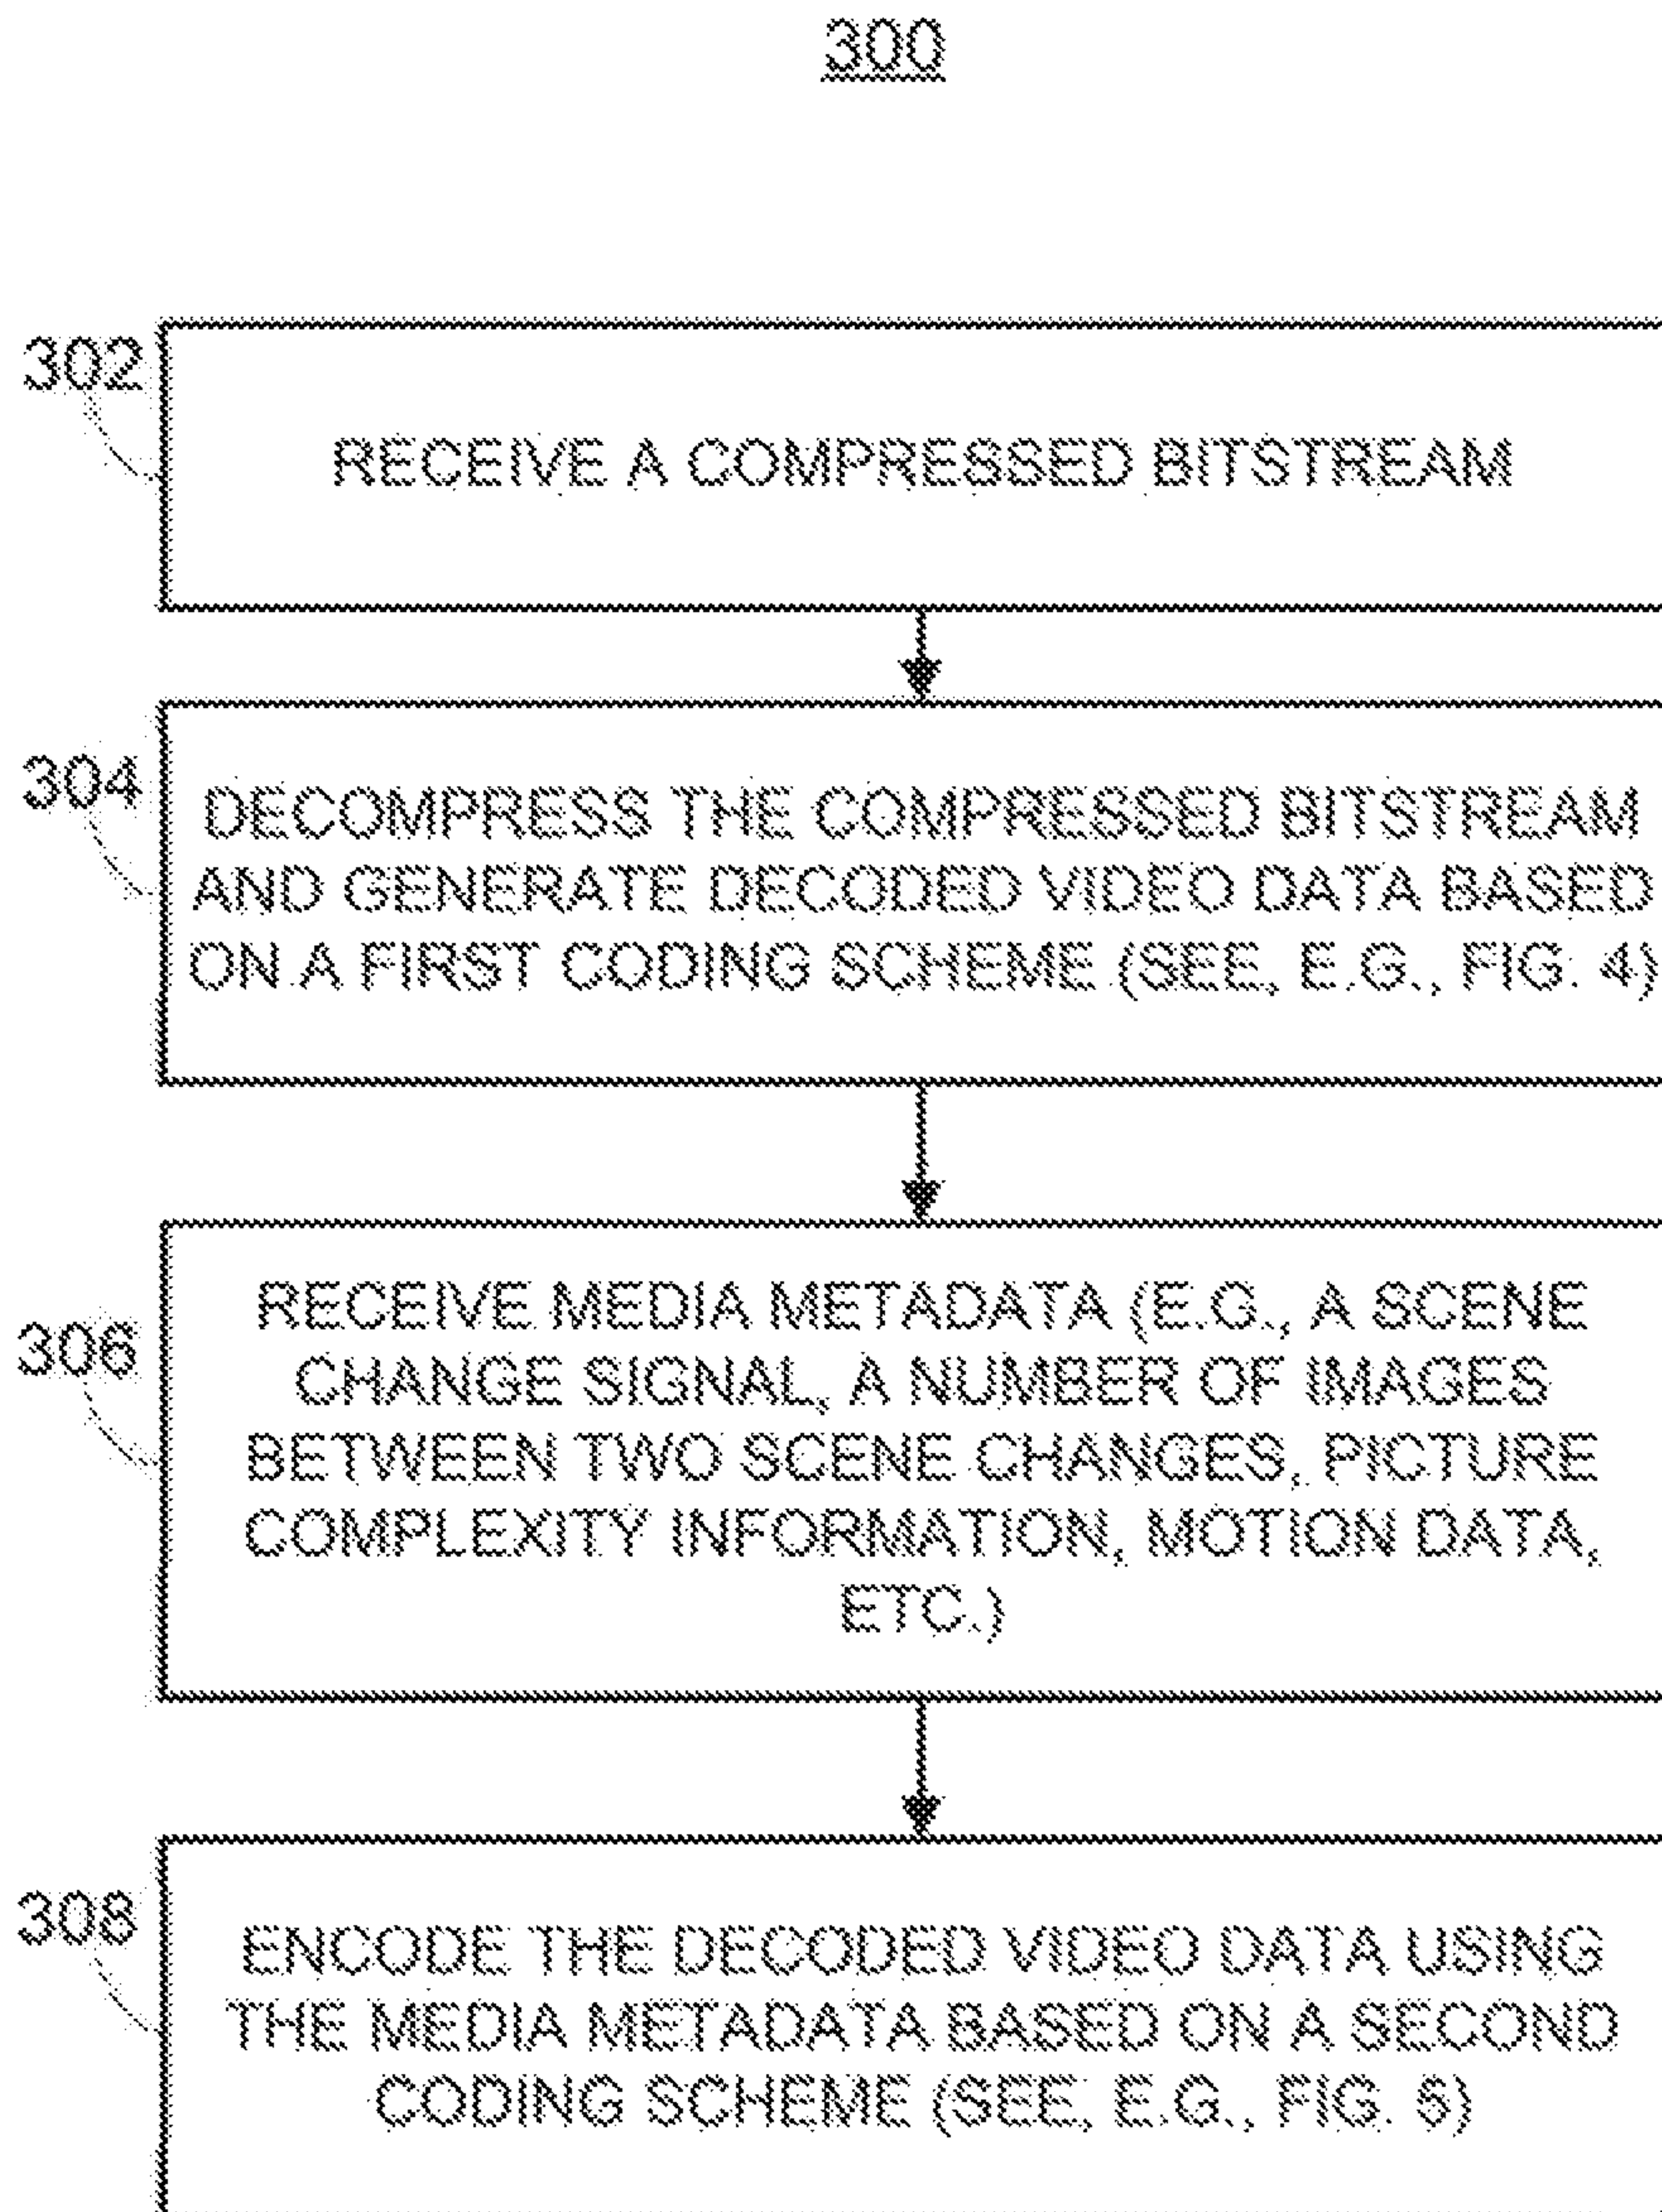 300
302
RECEIVE A COMPRESSED BITSTREAM
304
DECOMPRESS THE COMPRESSED BITSTREAM
AND GENERATE DECODED VIDEO DATA BASED
ON A FIRST CODING SCHEME (SEE, E.G., FIG. 4)
306
RECEIVE MEDIA METADATA (E.G., A SCENE
CHANGE SIGNAL, A NUMBER OF IMAGES
BETWEEN TWO SCENE CHANGES, PICTURE
COMPLEXITY INFORMATION, MOTION DATA,
ETC.)
308
ENCODE THE DECODED VIDEO DATA USING
THE MEDIA METADATA BASED ON A SECOND
CODING SCHEME (SEE, E.G., FIG. 5)